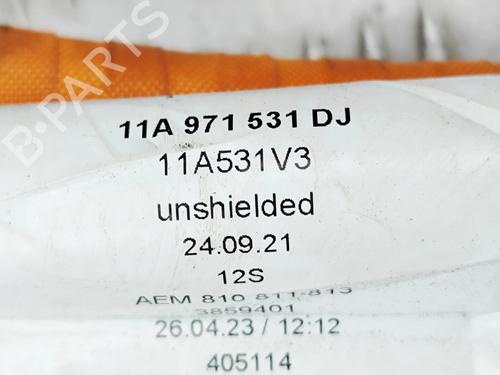 B-PARTS
11A 971 531 DJ
11A531V3
unshielded
24.09.21
12S
AEM 810 811-813
3859401
26.04.23 / 12:12
405114